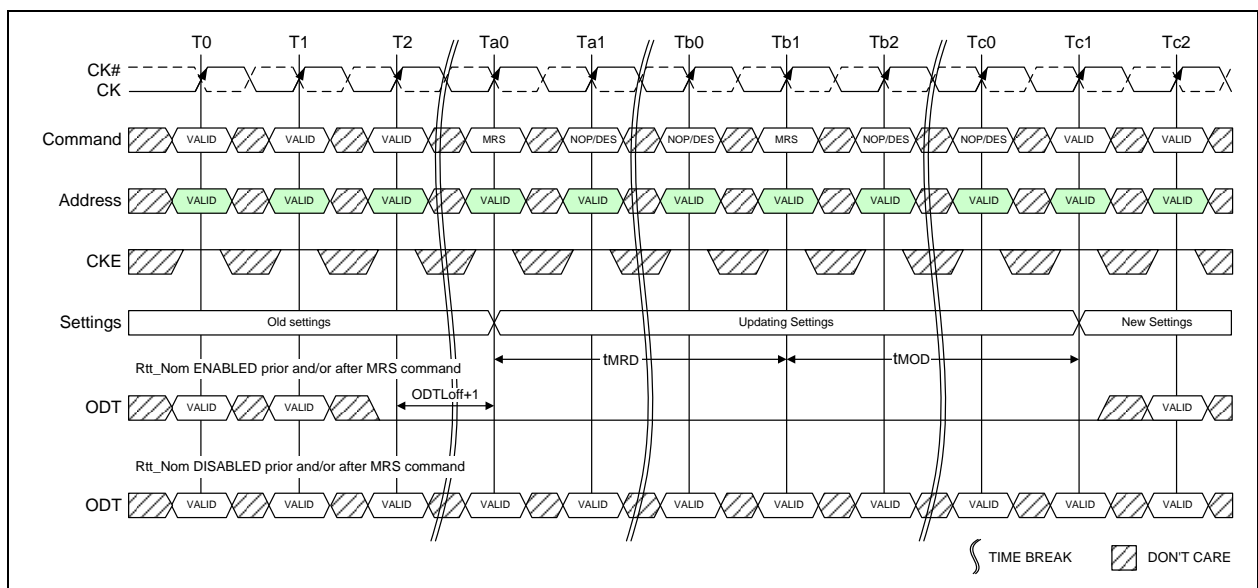 T0 T1 T2 Ta0 Ta1 Tb0 Tb1 Tb2 Tc0 Tc1 Tc2
CK#
CK
Command VALID VALID VALID MRS NOP/DES NOP/DES MRS NOP/DES NOP/DES VALID VALID
Address VALID VALID VALID VALID VALID VALID VALID VALID VALID VALID VALID
CKE
Settings Old settings Updating Settings New Settings
tMRD tMOD
Rtt_Nom ENABLED prior and/or after MRS command
ODTLoff+1
ODT VALID VALID VALID
Rtt_Nom DISABLED prior and/or after MRS command
ODT VALID VALID VALID VALID VALID VALID VALID VALID VALID VALID VALID
TIME BREAK DON'T CARE